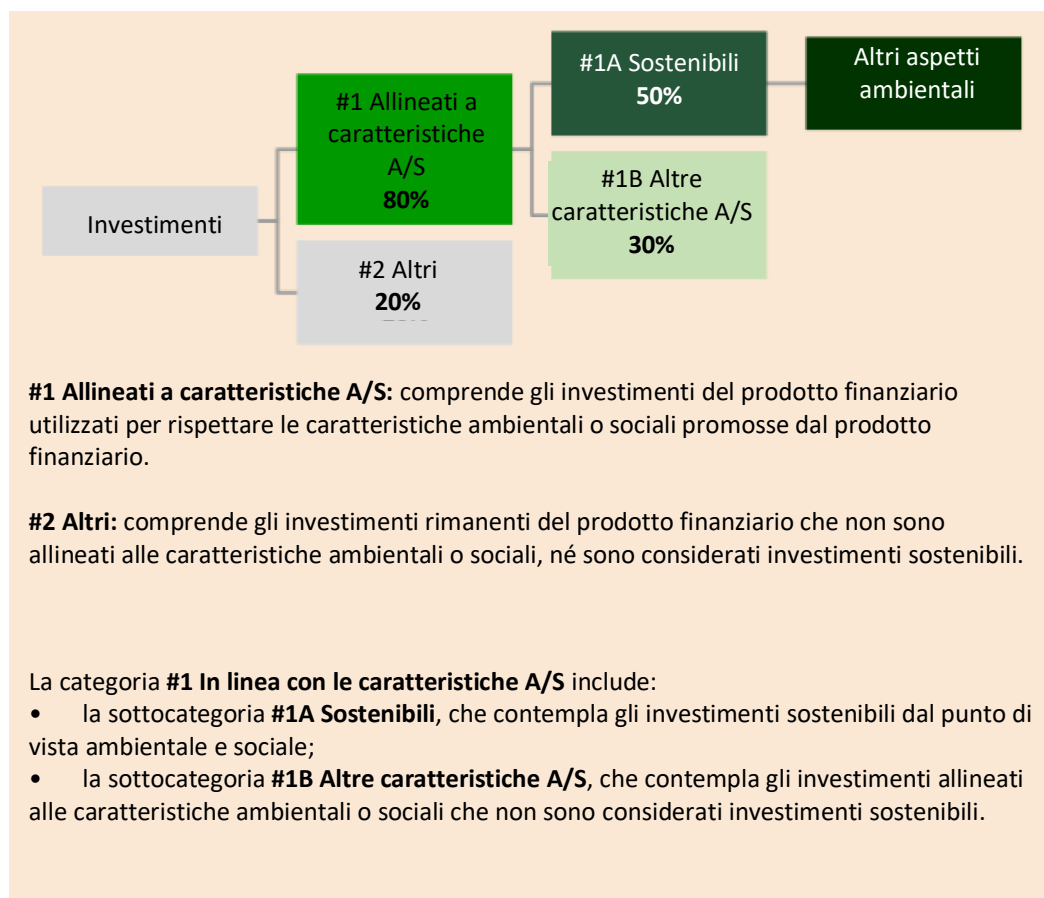 #1A Sostenibili
50%
Altri aspetti
ambientali
#1 Allineati a
caratteristiche
A/S
80%
#1B Altre
caratteristiche A/S
30%
Investimenti
#2 Altri
20%
#1 Allineati a caratteristiche A/S: comprende gli investimenti del prodotto finanziario
utilizzati per rispettare le caratteristiche ambientali o sociali promosse dal prodotto
finanziario.
#2 Altri: comprende gli investimenti rimanenti del prodotto finanziario che non sono
allineati alle caratteristiche ambientali o sociali, né sono considerati investimenti sostenibili.
La categoria #1 In linea con le caratteristiche A/S include:
• la sottocategoria #1A Sostenibili, che contempla gli investimenti sostenibili dal punto di
vista ambientale e sociale;
• la sottocategoria #1B Altre caratteristiche A/S, che contempla gli investimenti allineati
alle caratteristiche ambientali o sociali che non sono considerati investimenti sostenibili.